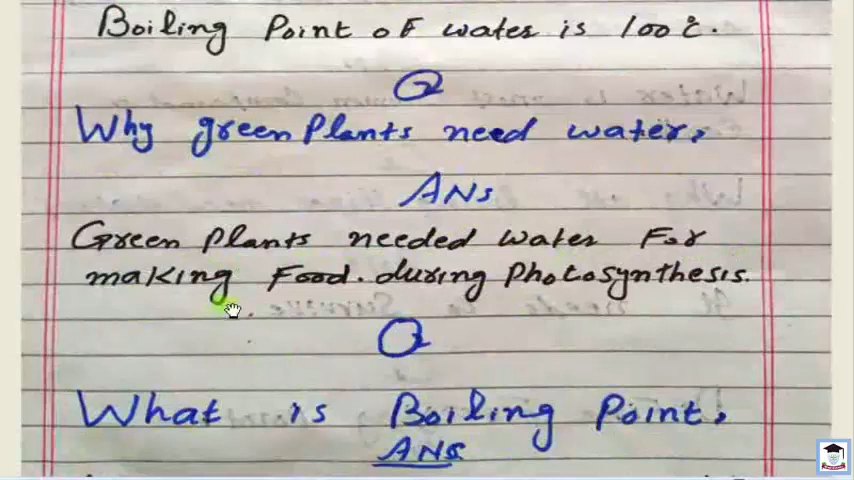 Boiling Point of water is 100°c.
Q
Why green Plants need water,
ANs
Green Plants needed water For
making Food. during Photosynthesis.
Q
What is Boiling Point,
ANs